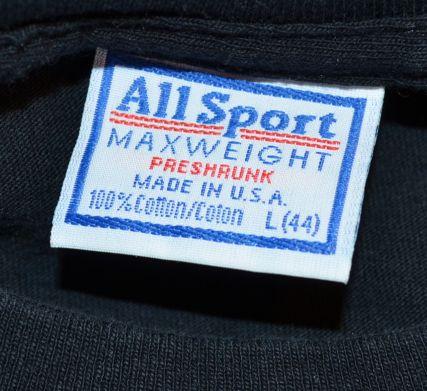 All Sport
MAXWEIGHT
PRESHRUNK
MADE IN U.S.A.
100% Cotton/Coton L(44)